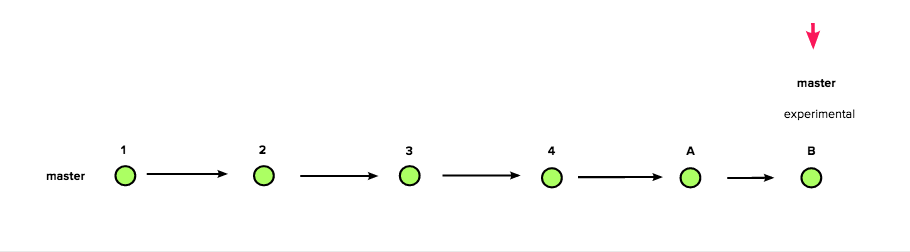 master
experimental
1 2 3 4 A B
master